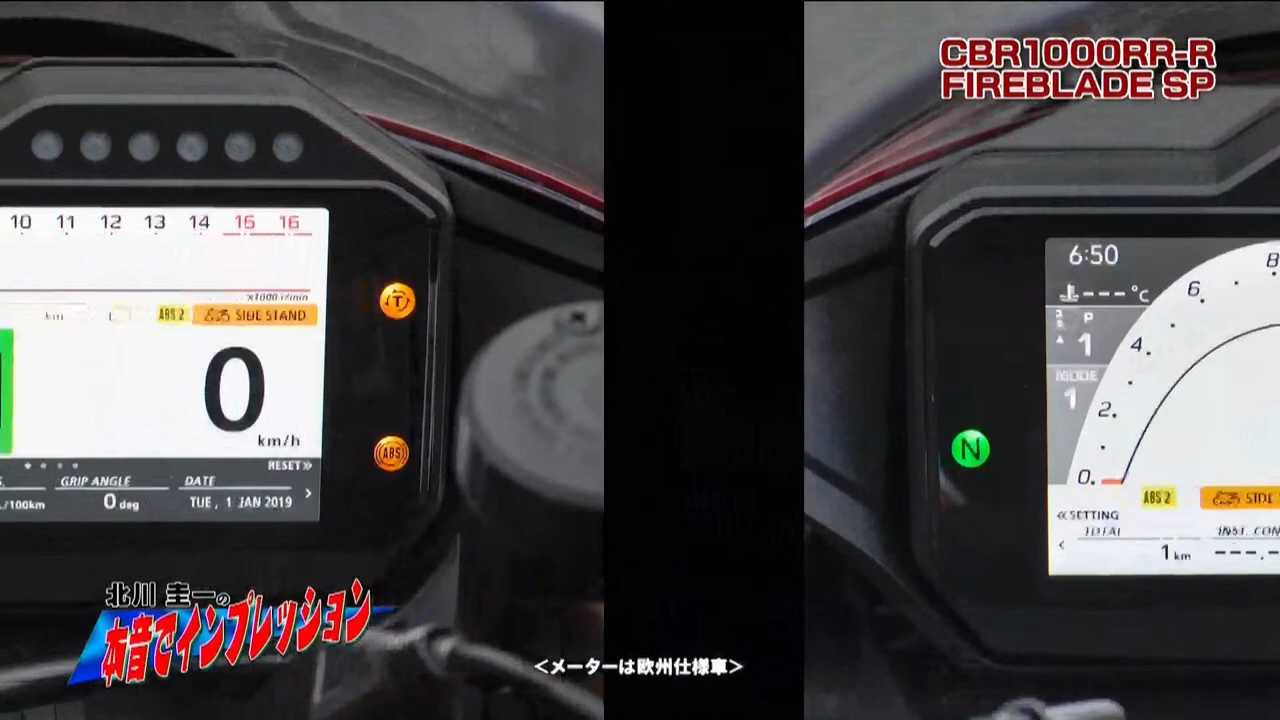 CBR1000RR-R
FIREBLADE SP
10 11 12 13 14 15 16
×1000 r/min
km
ABS 2
SIDE STAND
T
0
km/h
ABS
RESET »
GRIP ANGLE
DATE
/100km
0 deg
TUE, 1 JAN 2019 >
6:50
--- °C
P
1
MODE
1
8
6
4
2
0
N
ABS 2
SIDE
« SETTING
TOTAL
INST. CON
< 1 km
---.-
北川 圭一の
本音でインプレッション
<メーターは欧州仕様車>